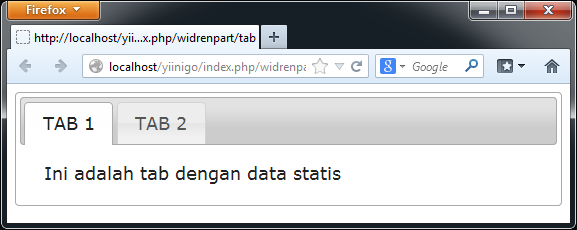 Firefox
http://localhost/yii...x.php/widrenpart/tab
localhost/yiinigo/index.php/widrenpa
Google
TAB 1 TAB 2
Ini adalah tab dengan data statis